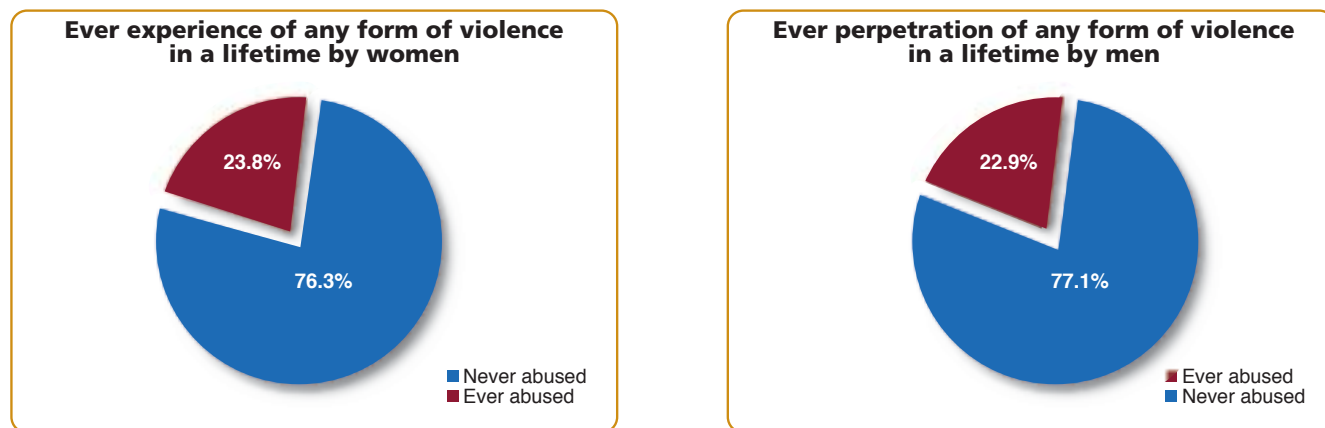 Ever experience of any form of violence
in a lifetime by women
23.8%
76.3%
Never abused
Ever abused
Ever perpetration of any form of violence
in a lifetime by men
22.9%
77.1%
Ever abused
Never abused